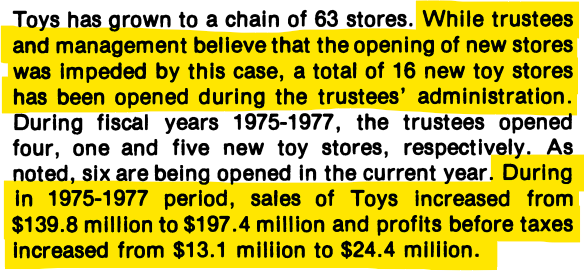 Toys has grown to a chain of 63 stores. While trustees
and management believe that the opening of new stores
was impeded by this case, a total of 16 new toy stores
has been opened during the trustees' administration.
During fiscal years 1975-1977, the trustees opened
four, one and five new toy stores, respectively. As
noted, six are being opened in the current year. During
in 1975-1977 period, sales of Toys increased from
$139.8 million to $197.4 million and profits before taxes
increased from $13.1 million to $24.4 million.